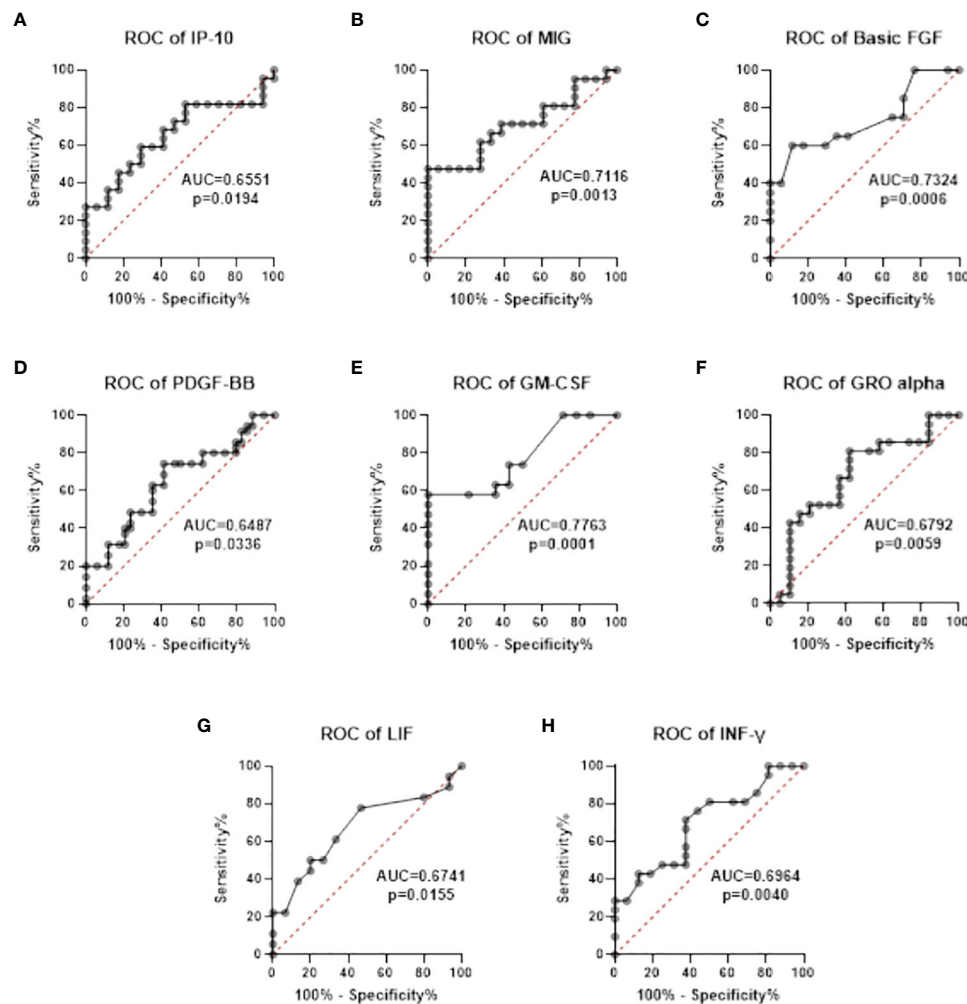 A
ROC of IP-10
100
80
60
40
20
0
Sensitivity%
AUC=0.6551
p=0.0194
0 20 40 60 80 100
100% - Specificity%
B
ROC of MIG
100
80
60
40
20
0
Sensitivity%
AUC=0.7116
p=0.0013
0 20 40 60 80 100
100% - Specificity%
C
ROC of Basic FGF
100
80
60
40
20
0
Sensitivity%
AUC=0.7324
p=0.0006
0 20 40 60 80 100
100% - Specificity%
D
ROC of PDGF-BB
100
80
60
40
20
0
Sensitivity%
AUC=0.6487
p=0.0336
0 20 40 60 80 100
100% - Specificity%
E
ROC of GM-CSF
100
80
60
40
20
0
Sensitivity%
AUC=0.7763
p=0.0001
0 20 40 60 80 100
100% - Specificity%
F
ROC of GRO alpha
100
80
60
40
20
0
Sensitivity%
AUC=0.6792
p=0.0059
0 20 40 60 80 100
100% - Specificity%
G
ROC of LIF
100
80
60
40
20
0
Sensitivity%
AUC=0.6741
p=0.0155
0 20 40 60 80 100
100% - Specificity%
H
ROC of INF-γ
100
80
60
40
20
0
Sensitivity%
AUC=0.6964
p=0.0040
0 20 40 60 80 100
100% - Specificity%